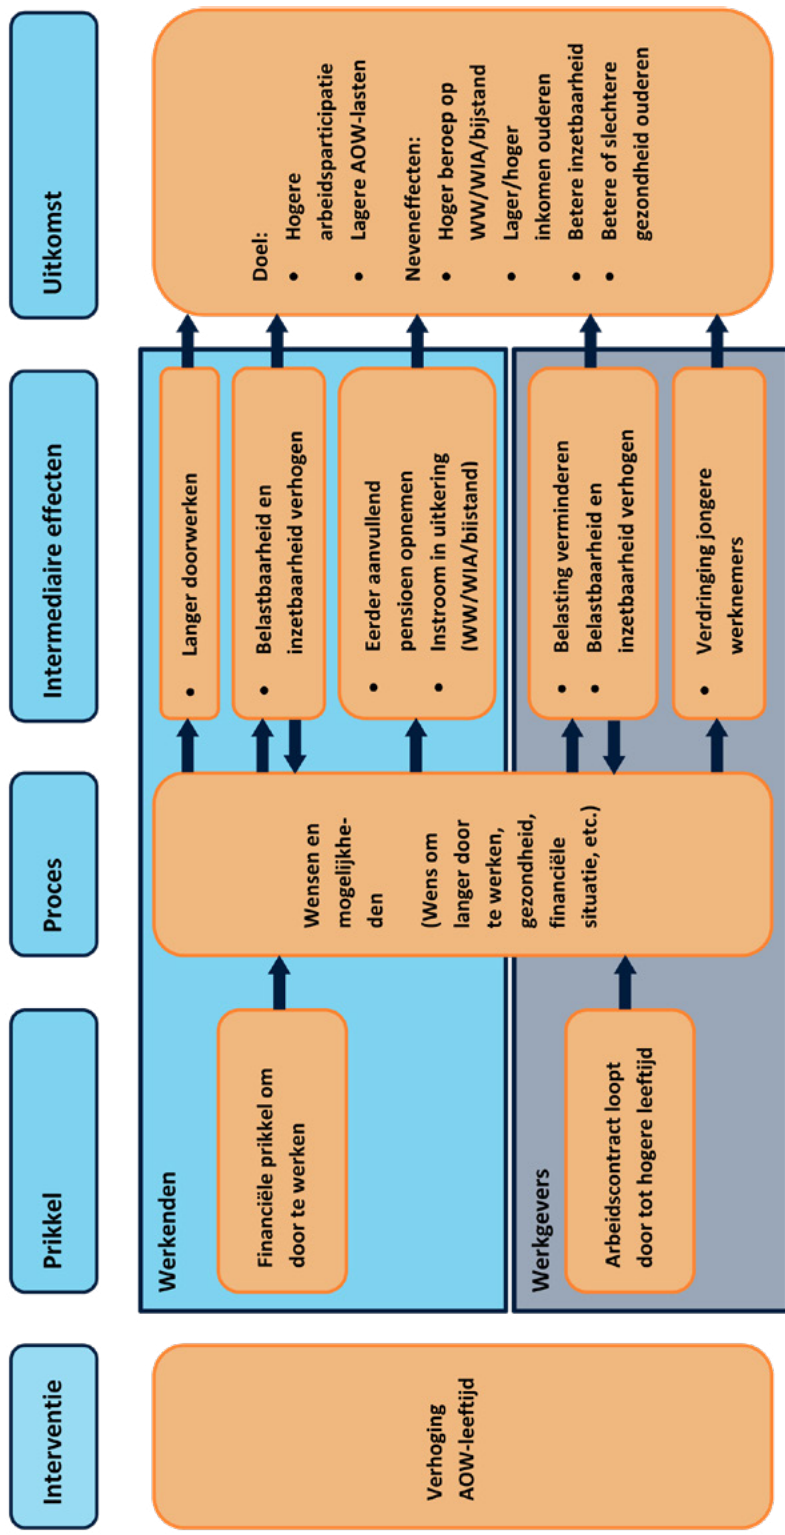 Interventie
Prikkel
Proces
Intermediaire effecten
Uitkomst
Verhoging
AOW-leeftijd
Werkenden
Financiële prikkel om
door te werken
Werkgevers
Arbeidscontract loopt
door tot hogere leeftijd
Wensen en
mogelijkhe-
den
(Wens om
langer door
te werken,
gezondheid,
financiële
situatie, etc.)
• Langer doorwerken
• Belastbaarheid en
inzetbaarheid verhogen
• Eerder aanvullend
pensioen opnemen
• Instroom in uitkering
(WW/WIA/biistand)
• Belasting verminderen
• Belastbaarheid en
inzetbaarheid verhogen
• Verdringing jongere
werknemers
Doel:
• Hogere
arbeidsparticipatie
• Lagere AOW-lasten
Neveneffecten:
• Hoger beroep op
WW/WIA/bijstand
• Lager/hoger
inkomen ouderen
• Betere inzetbaarheid
• Betere of slechtere
gezondheid ouderen